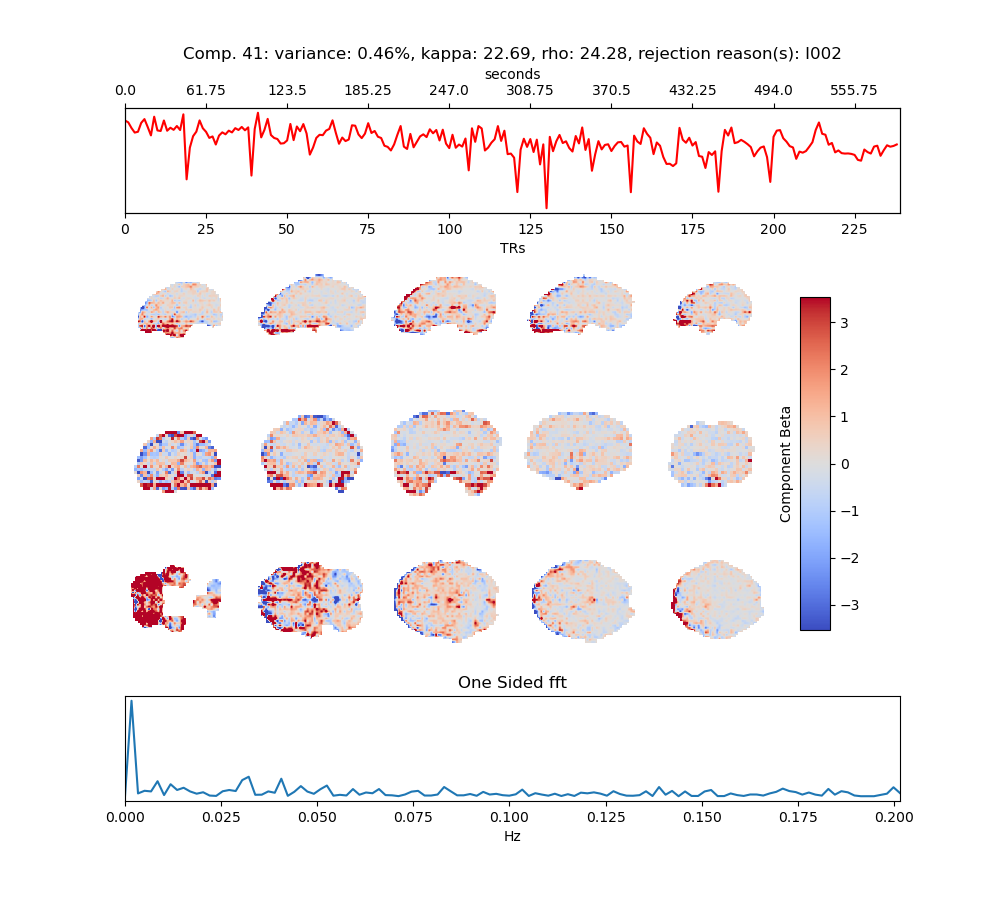 Comp. 41: variance: 0.46%, kappa: 22.69, rho: 24.28, rejection reason(s): I002
seconds
0.0 61.75 123.5 185.25 247.0 308.75 370.5 432.25 494.0 555.75
0 25 50 75 100 125 150 175 200 225
TRs
3
2
1
0
−1
−2
−3
Component Beta
One Sided fft
0.000 0.025 0.050 0.075 0.100 0.125 0.150 0.175 0.200
Hz